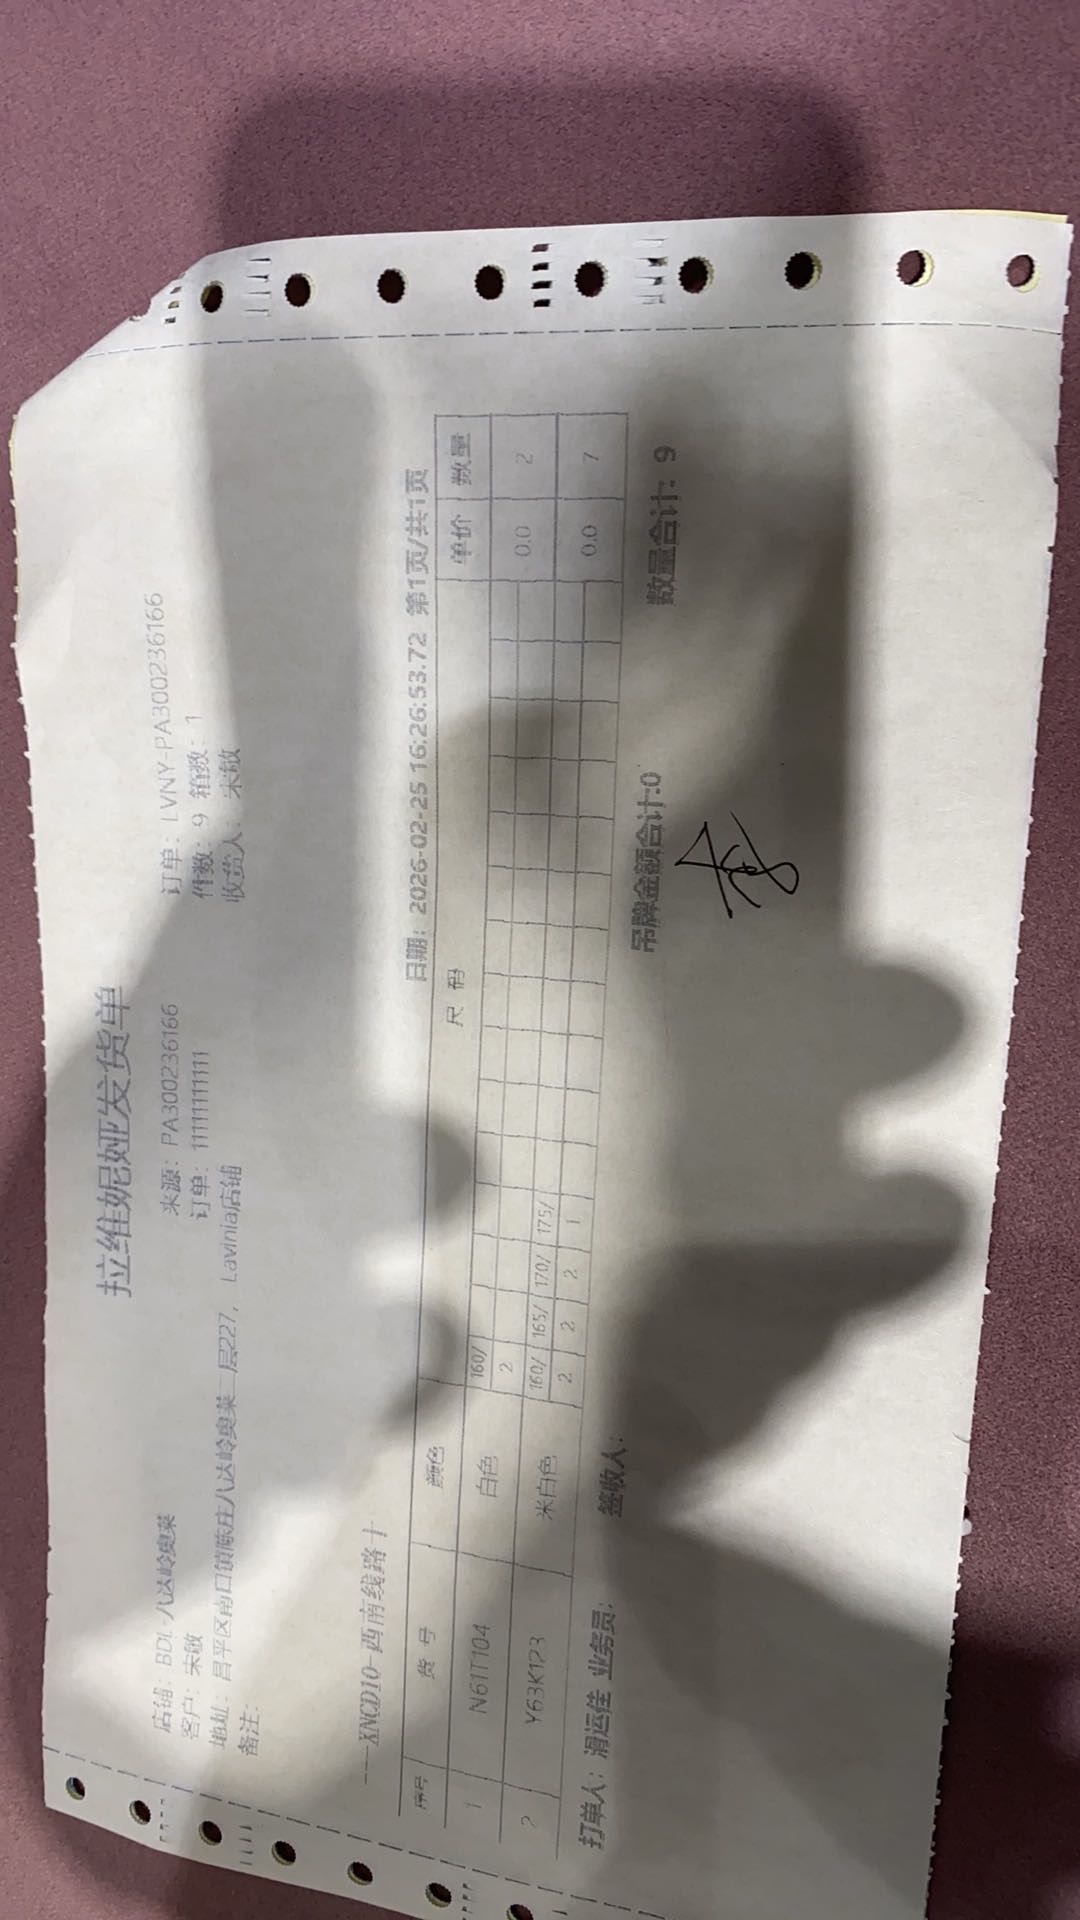 拉维妮娅发货单
店铺：BDL-八达岭奥莱 来源：PA300236166 订单：LVNY-PA300236166
客户：宋敏 订单：11111111111 件数：9 箱数：1
地址：昌平区南口镇陈庄八达岭奥莱二层227， Lavinia店铺 收货人：宋敏
备注：
---XNCD10-西南线路十 日期：2026-02-25 16:26:53.72 第1页/共1页
序号 货号 颜色 尺码 单价 数量
1 N61T104 白色 160/ 0.0 2
2
2 Y63K123 米白色 160/ 165/ 170/ 175/ 0.0 7
2 2 2 1
打单人：滑运佳 业务员： 签收人： 吊牌金额合计:0 数量合计：9